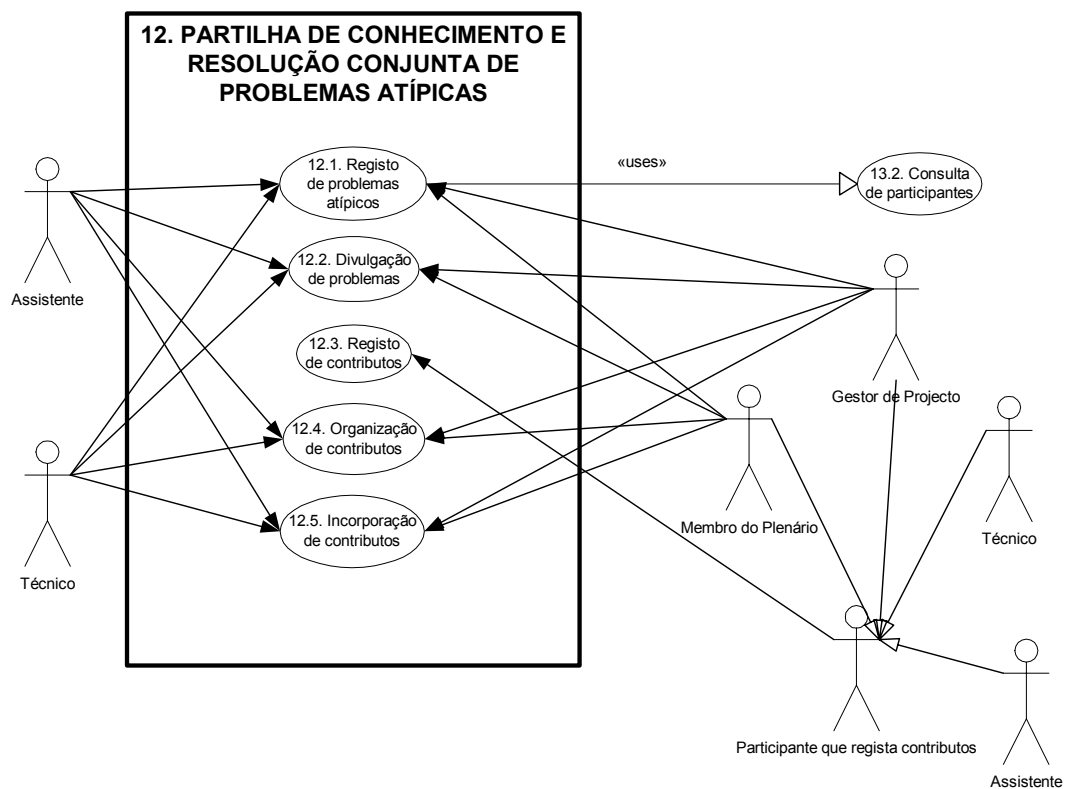 12. PARTILHA DE CONHECIMENTO E
RESOLUÇÃO CONJUNTA DE
PROBLEMAS ATÍPICAS
12.1. Registo
de problemas
atípicos
«uses»
13.2. Consulta
de participantes
Assistente
12.2. Divulgação
de problemas
12.3. Registo
de contributos
Gestor de Projecto
12.4. Organização
de contributos
Membro do Plenário
Técnico
12.5. Incorporação
de contributos
Técnico
Participante que regista contributos
Assistente